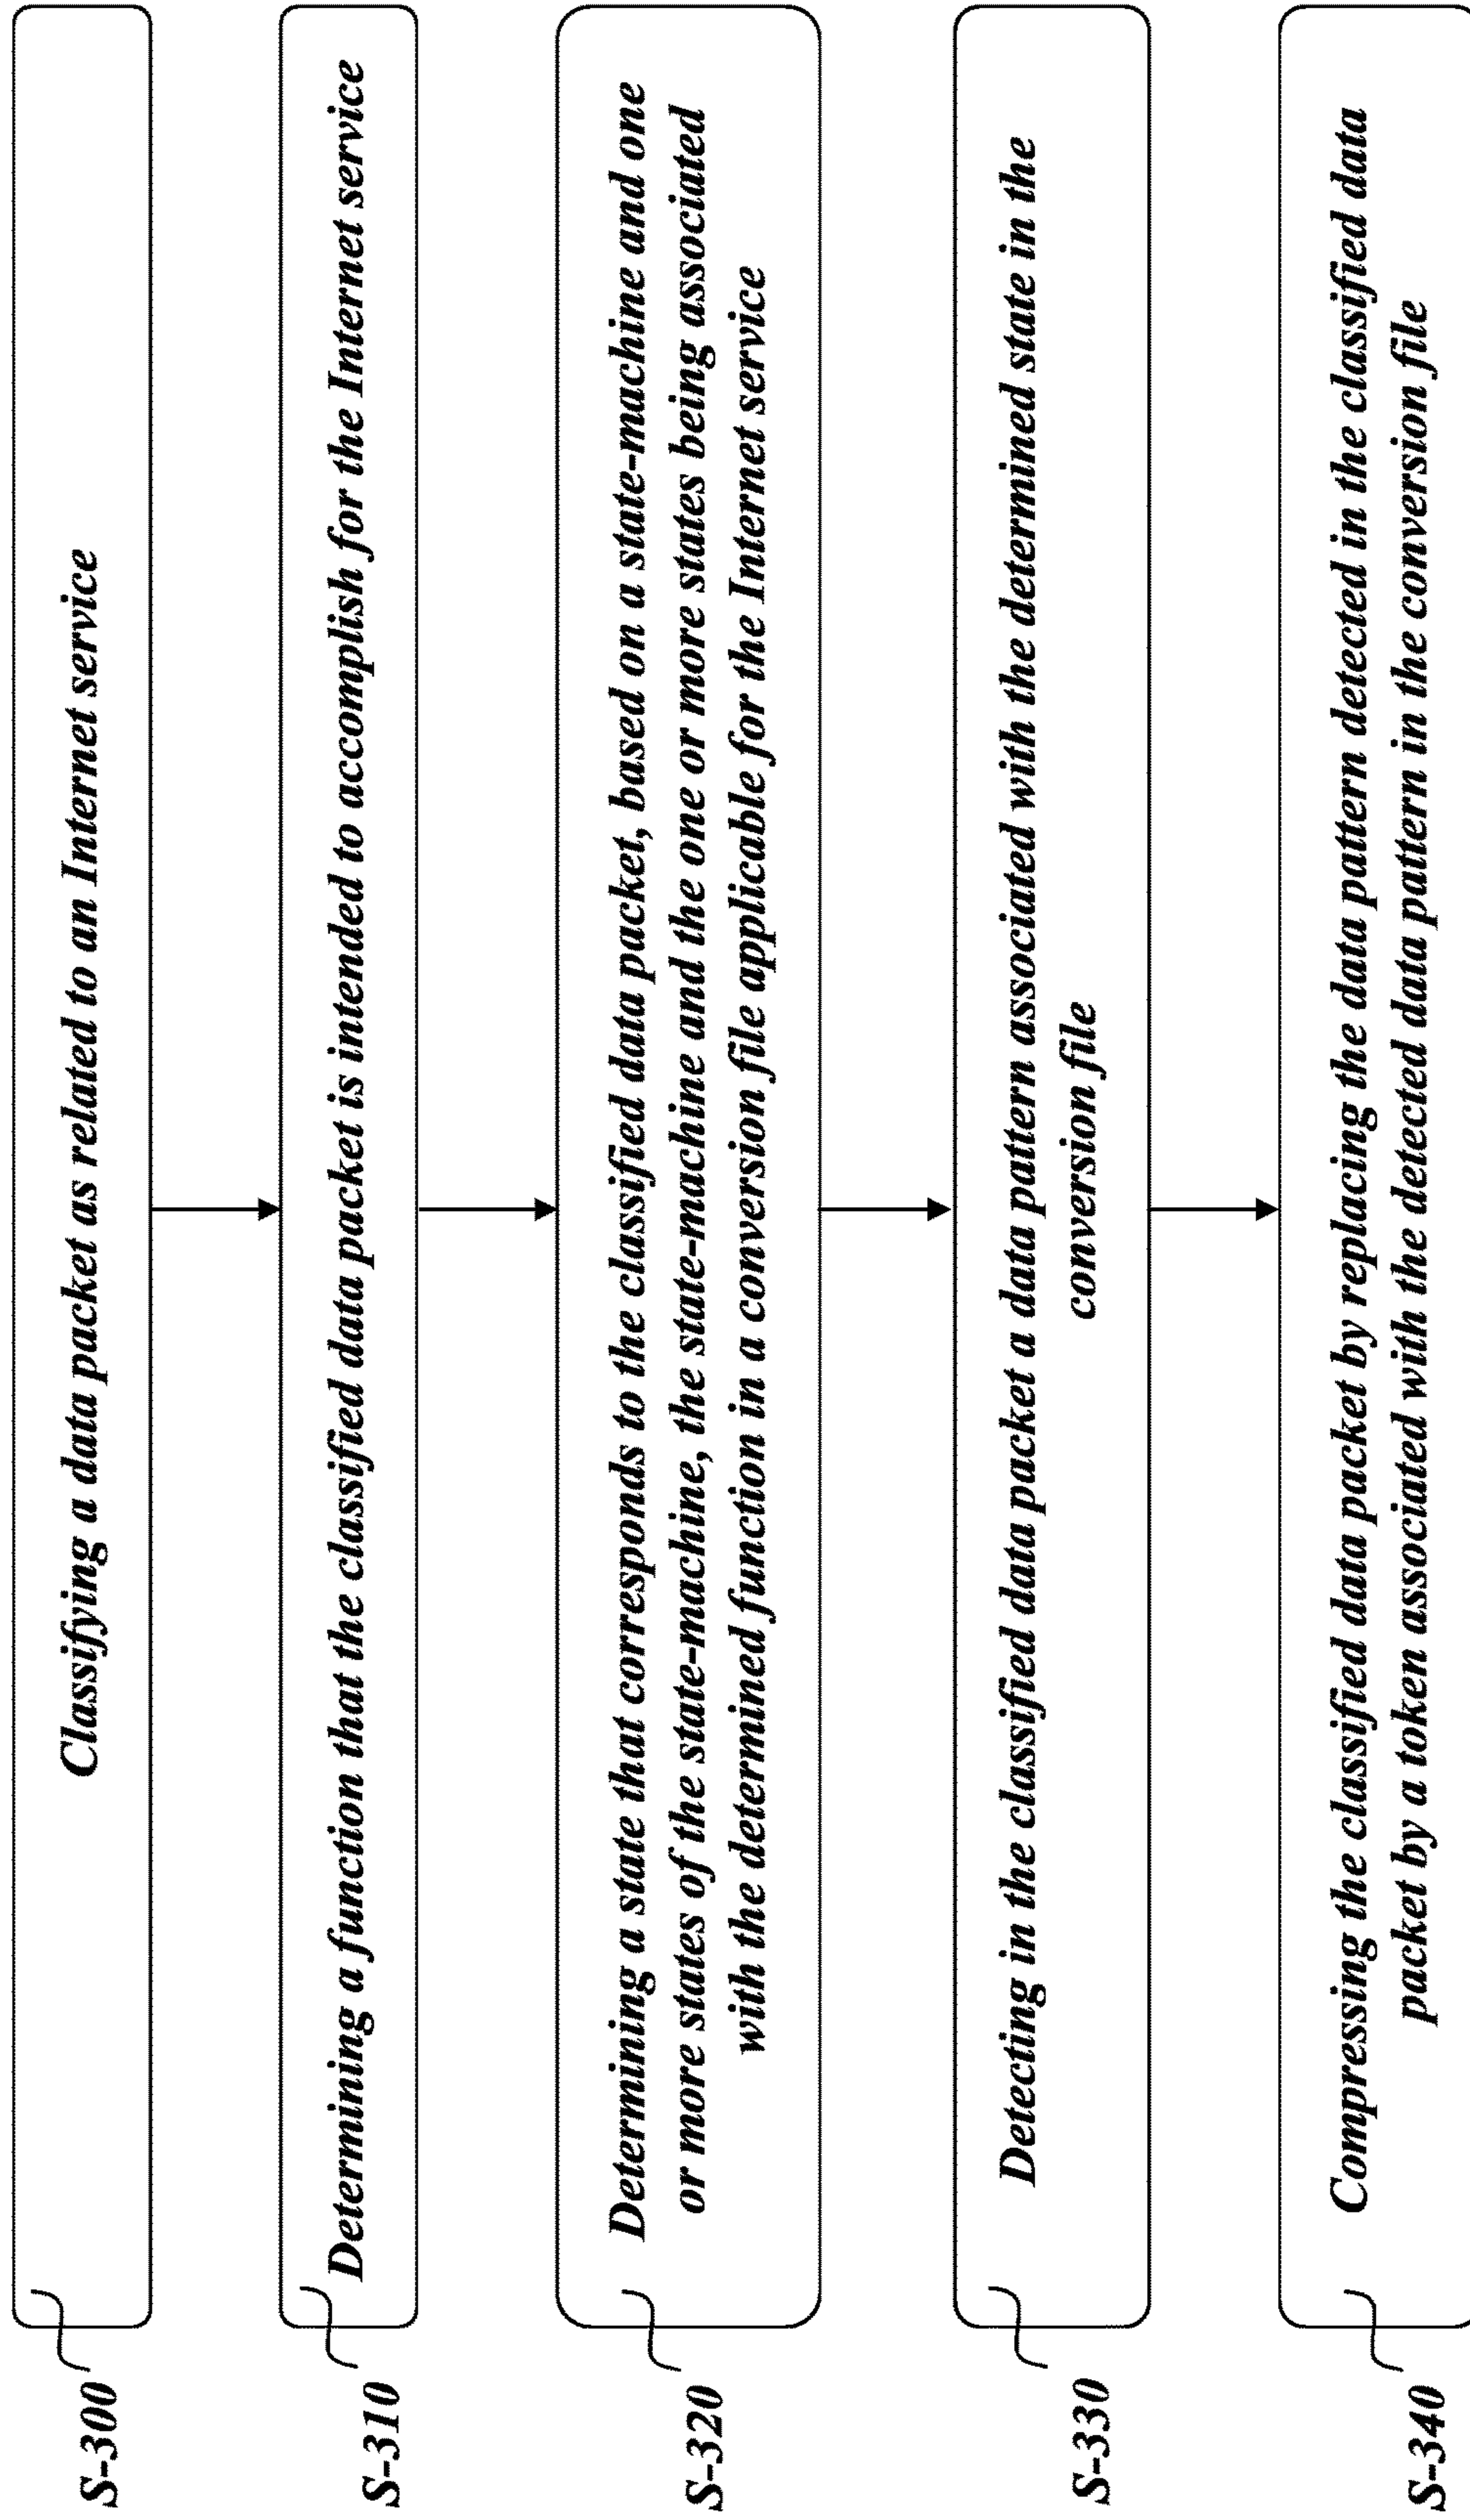 S-300
Classifying a data packet as related to an Internet service
S-310
Determining a function that the classified data packet is intended to accomplish for the Internet service
S-320
Determining a state that corresponds to the classified data packet, based on a state-machine and one
or more states of the state-machine, the state-machine and the one or more states being associated
with the determined function in a conversion file applicable for the Internet service
S-330
Detecting in the classified data packet a data pattern associated with the determined state in the
conversion file
S-340
Compressing the classified data packet by replacing the data pattern detected in the classified data
packet by a token associated with the detected data pattern in the conversion file